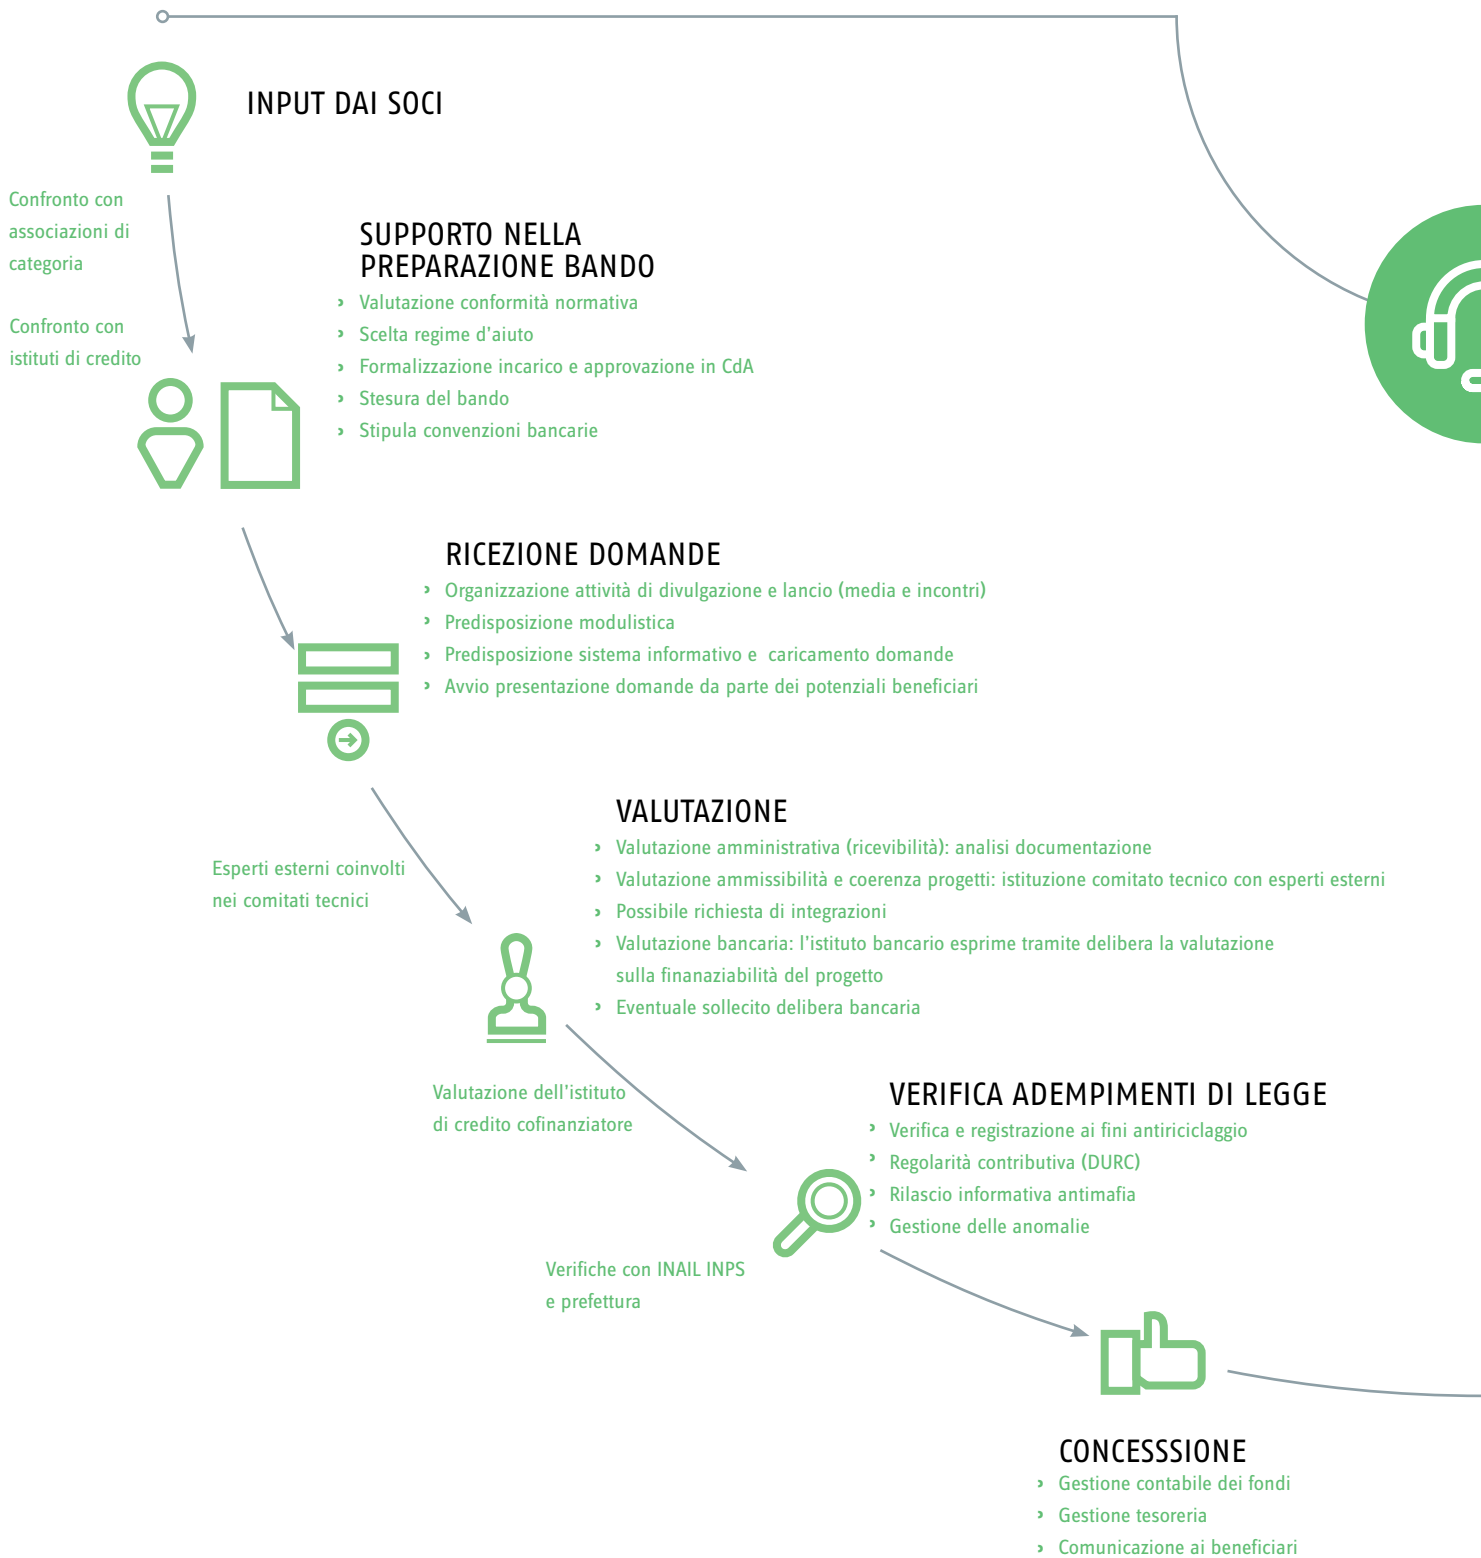 INPUT DAI SOCI
Confronto con
associazioni di
categoria
Confronto con
istituti di credito
SUPPORTO NELLA
PREPARAZIONE BANDO
Valutazione conformità normativa
Scelta regime d'aiuto
Formalizzazione incarico e approvazione in CdA
Stesura del bando
Stipula convenzioni bancarie
RICEZIONE DOMANDE
Organizzazione attività di divulgazione e lancio (media e incontri)
Predisposizione modulistica
Predisposizione sistema informativo e caricamento domande
Avvio presentazione domande da parte dei potenziali beneficiari
Esperti esterni coinvolti
nei comitati tecnici
VALUTAZIONE
Valutazione amministrativa (ricevibilità): analisi documentazione
Valutazione ammissibilità e coerenza progetti: istituzione comitato tecnico con esperti esterni
Possibile richiesta di integrazioni
Valutazione bancaria: l'istituto bancario esprime tramite delibera la valutazione
sulla finanaziabilità del progetto
Eventuale sollecito delibera bancaria
Valutazione dell'istituto
di credito cofinanziatore
VERIFICA ADEMPIMENTI DI LEGGE
Verifica e registrazione ai fini antiriciclaggio
Regolarità contributiva (DURC)
Rilascio informativa antimafia
Gestione delle anomalie
Verifiche con INAIL INPS
e prefettura
CONCESSSIONE
Gestione contabile dei fondi
Gestione tesoreria
Comunicazione ai beneficiari